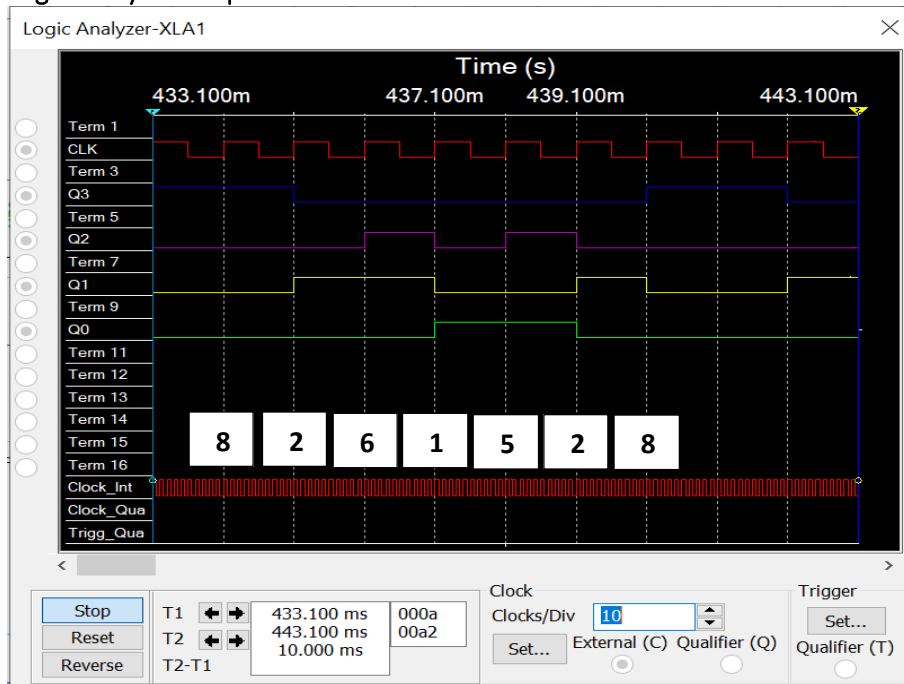 Logic Analyzer-XLA1
Time (s)
433.100m 437.100m 439.100m 443.100m
Term 1
CLK
Term 3
Q3
Term 5
Q2
Term 7
Q1
Term 9
Q0
Term 11
Term 12
Term 13
Term 14
Term 15
Term 16
8 2 6 1 5 2 8
Clock_Int
Clock_Qua
Trigg_Qua
Stop
Reset
Reverse
T1 433.100 ms 000a
T2 443.100 ms 00a2
T2-T1 10.000 ms
Clock
Clocks/Div 10
Set... External (C) Qualifier (Q)
Trigger
Set...
Qualifier (T)